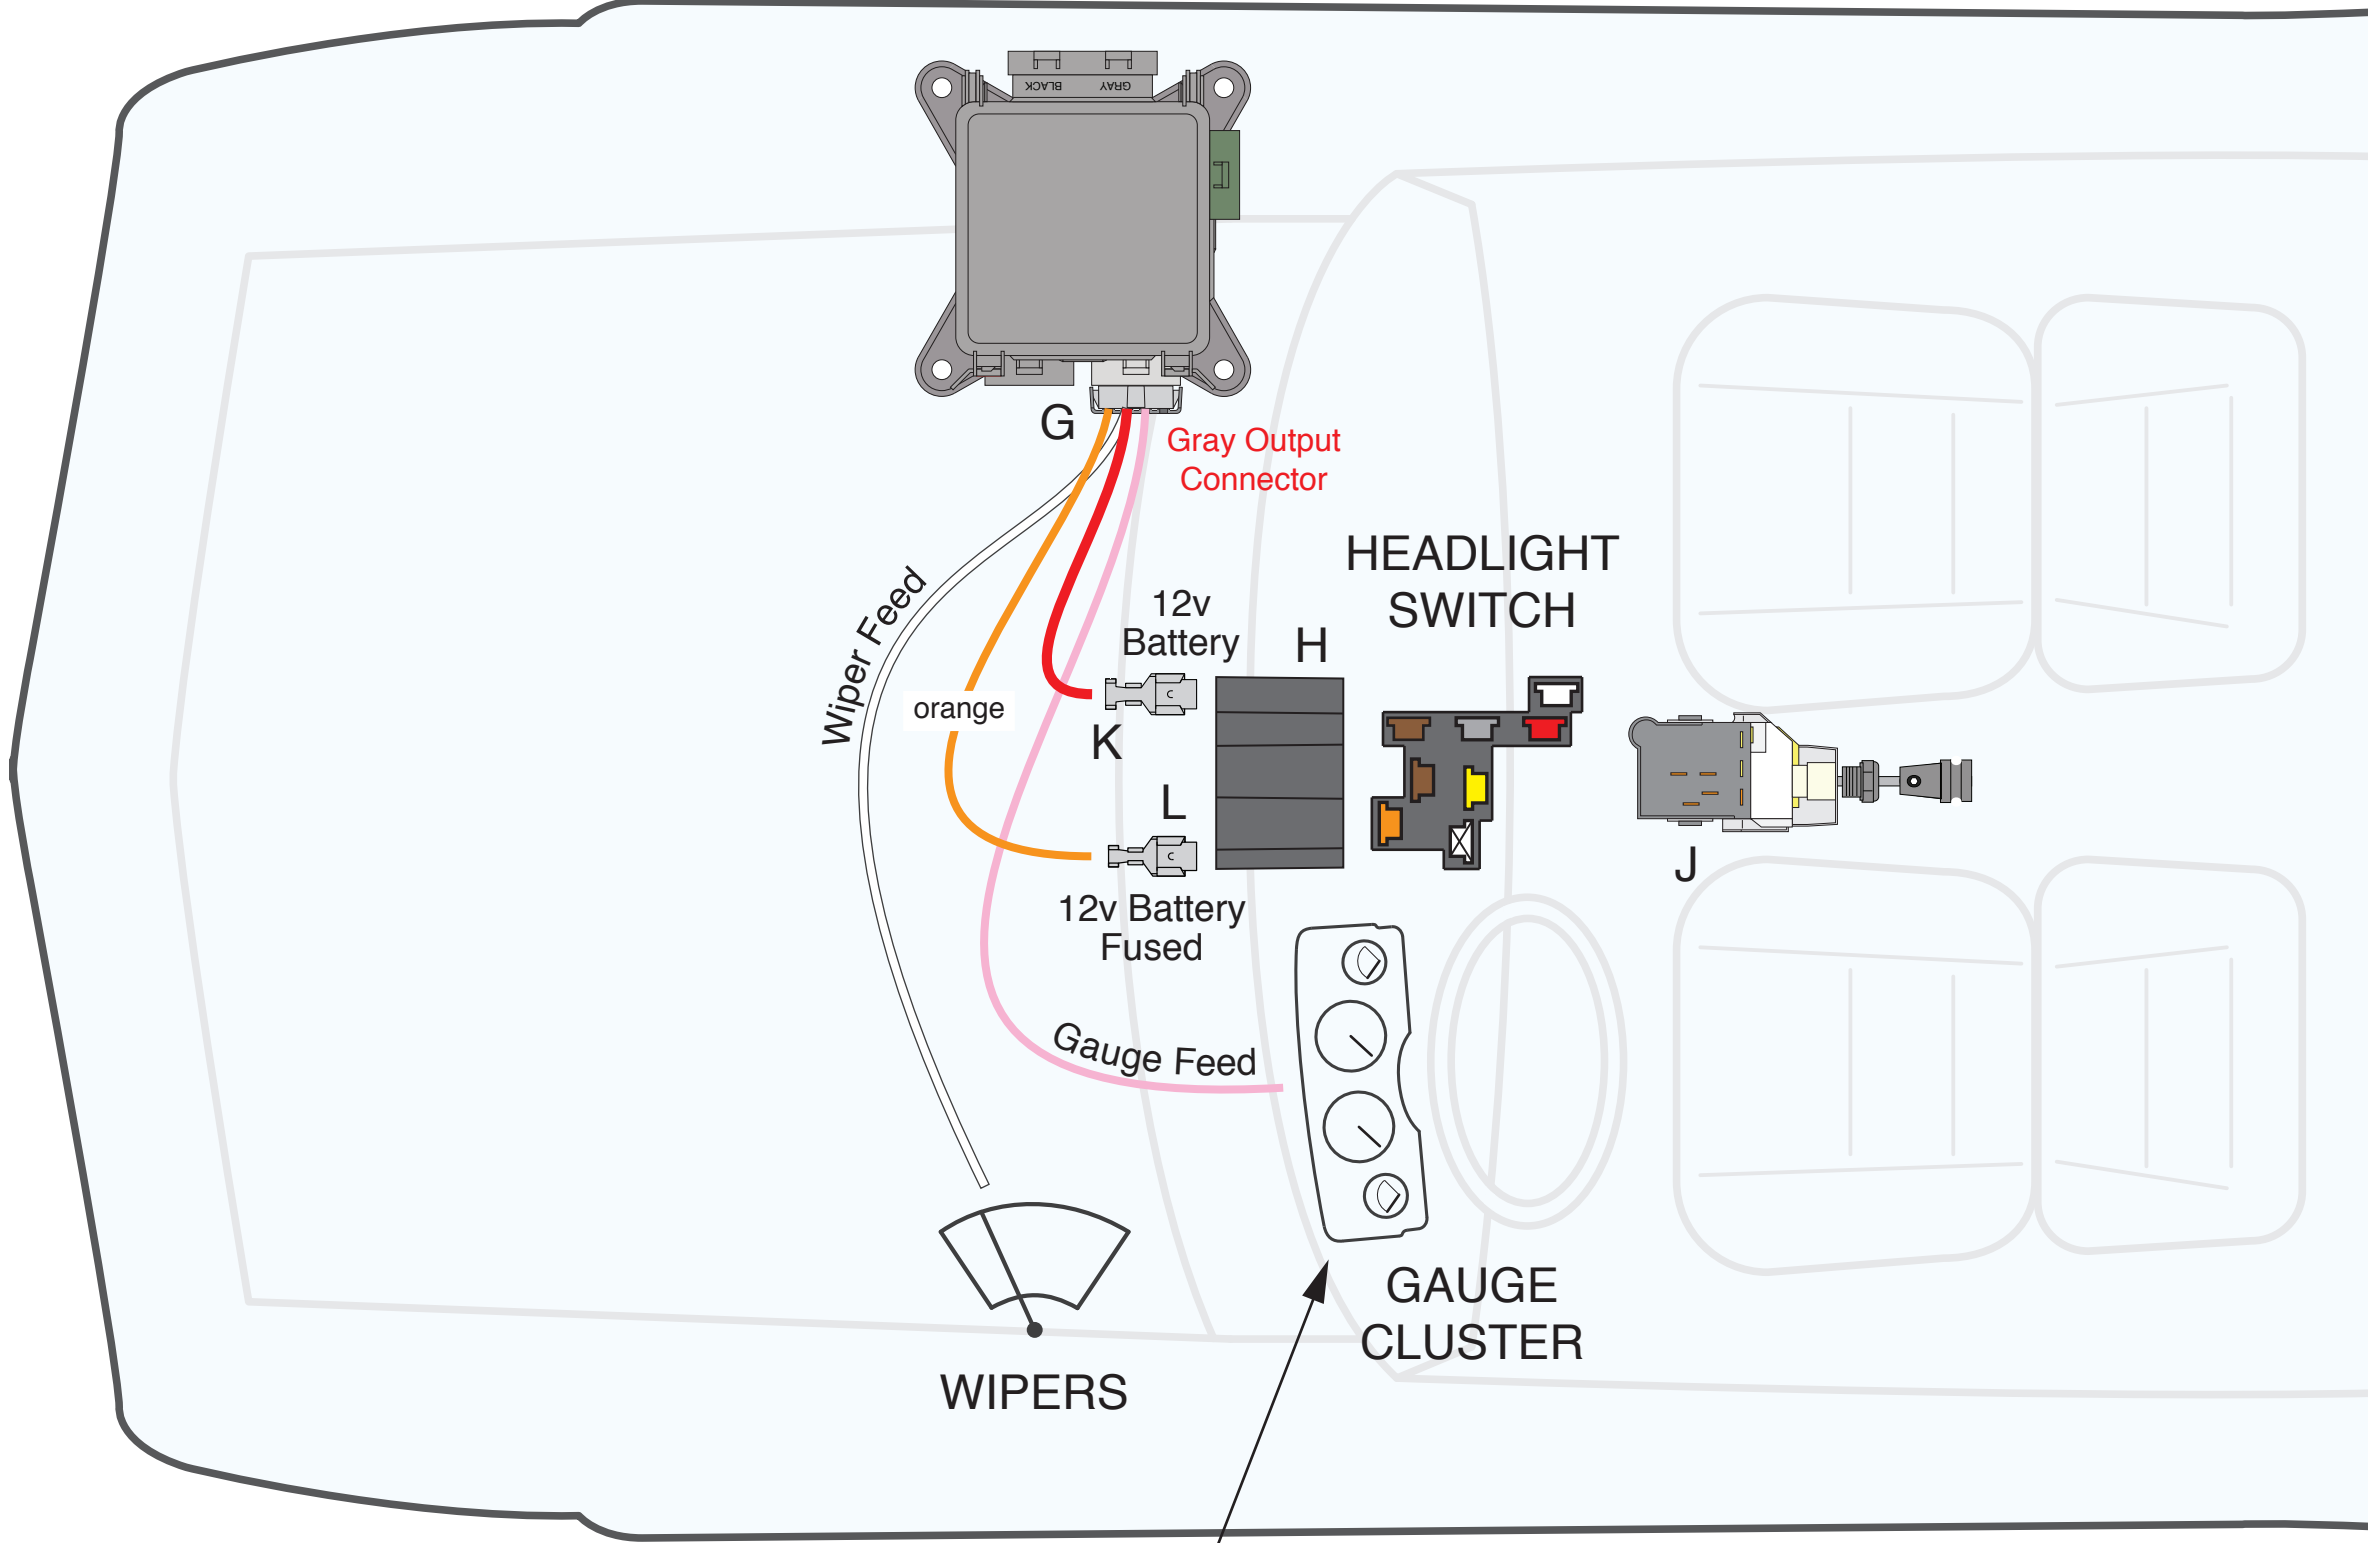 BLACK GRAY
G
Gray Output
Connector
HEADLIGHT
SWITCH
12v
Battery
H
Wiper Feed
orange
K
C
L
C
J
12v Battery
Fused
Gauge Feed
GAUGE
CLUSTER
WIPERS